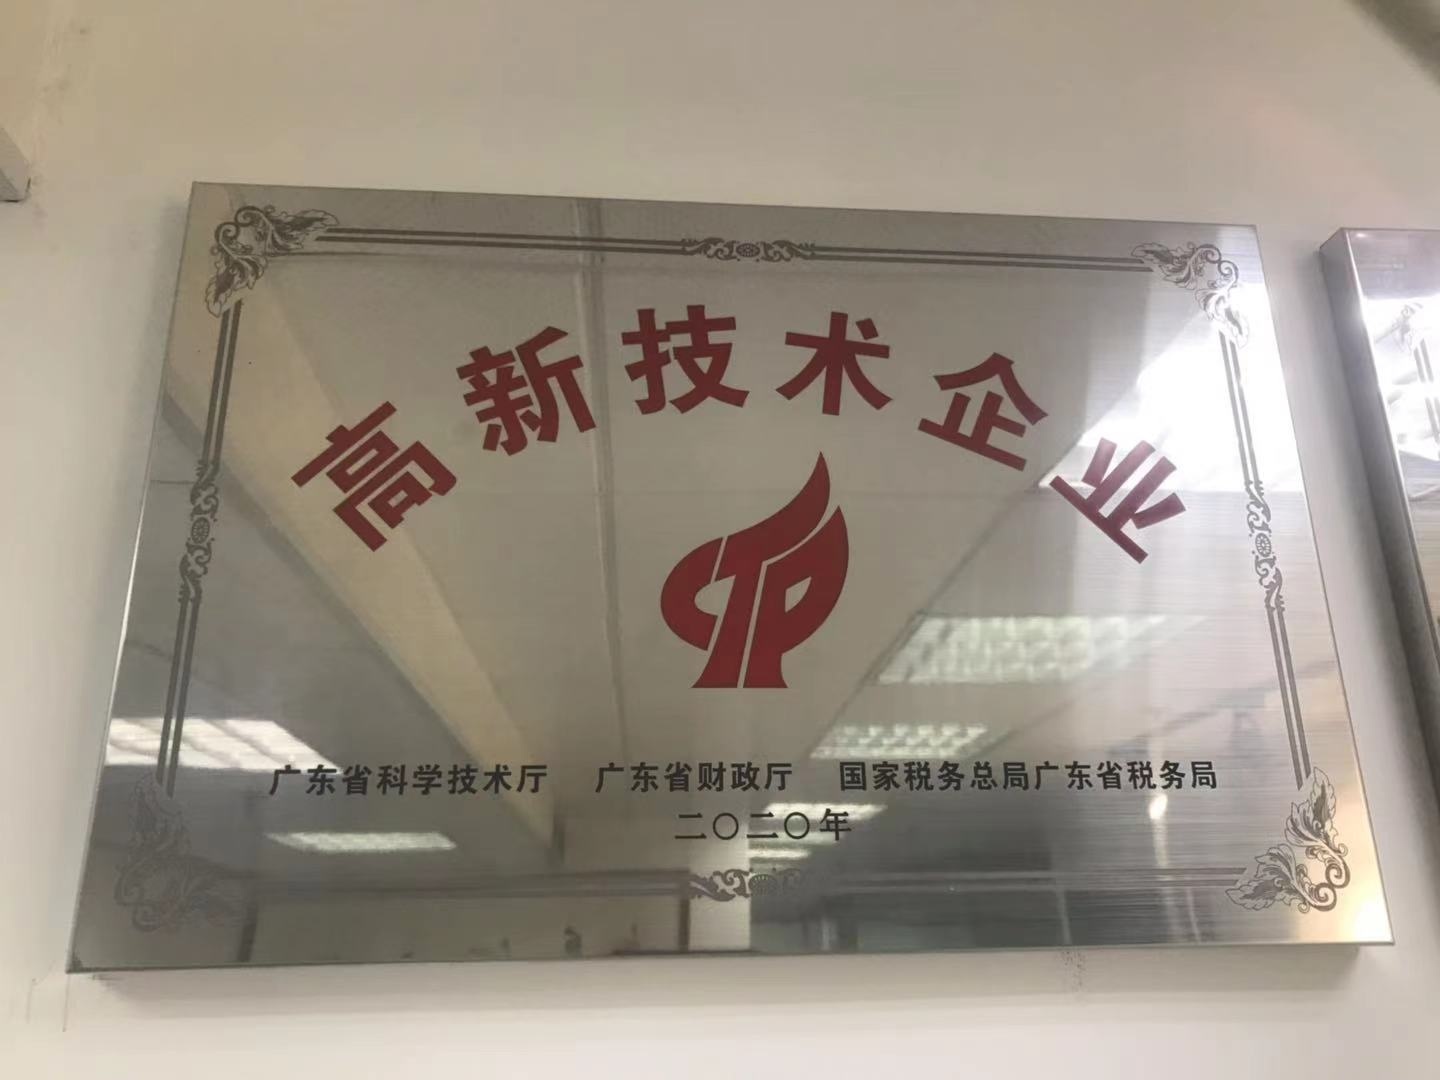 高新技术企业
广东省科学技术厅 广东省财政厅 国家税务总局广东省税务局
二〇二〇年